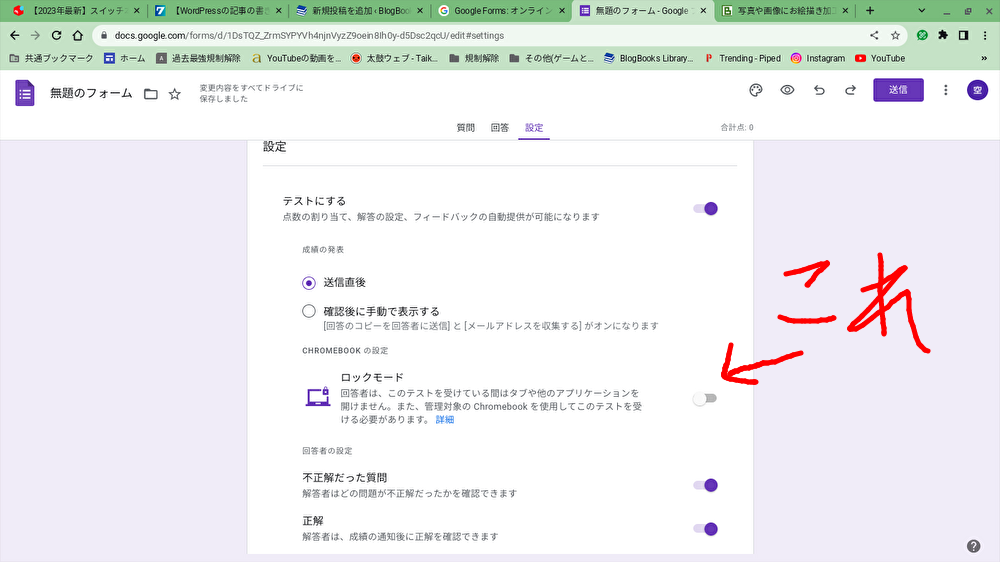 【2023年最新】スイッチ
【WordPressの記事の書き
新規投稿を追加 ‹ BlogBoo
Google Forms: オンライン
無題のフォーム - Google
写真や画像にお絵描き加工
docs.google.com/forms/d/1DsTQZ_ZrmSYPYVh4njnVyzZ9oein8Ih0y-d5Dsc2qcU/edit#settings
共通ブックマーク
ホーム
過去最強規制解除
YouTubeの動画を...
太鼓ウェブ - Taik...
規制解除
その他(ゲームと...
BlogBooks Library...
Trending - Piped
Instagram
YouTube
»
無題のフォーム
変更内容をすべてドライブに
保存しました
送信
空
質問 回答 設定
合計点: 0
設定
テストにする
点数の割り当て、解答の設定、フィードバックの自動提供が可能になります
成績の発表
送信直後
確認後に手動で表示する
[回答のコピーを回答者に送信] と [メールアドレスを収集する] がオンになります
CHROMEBOOK の設定
ロックモード
回答者は、このテストを受けている間はタブや他のアプリケーションを
開けません。また、管理対象の Chromebook を使用してこのテストを受
ける必要があります。 詳細
これ
回答者の設定
不正解だった質問
解答者はどの問題が不正解だったかを確認できます
正解
解答者は、成績の通知後に正解を確認できます